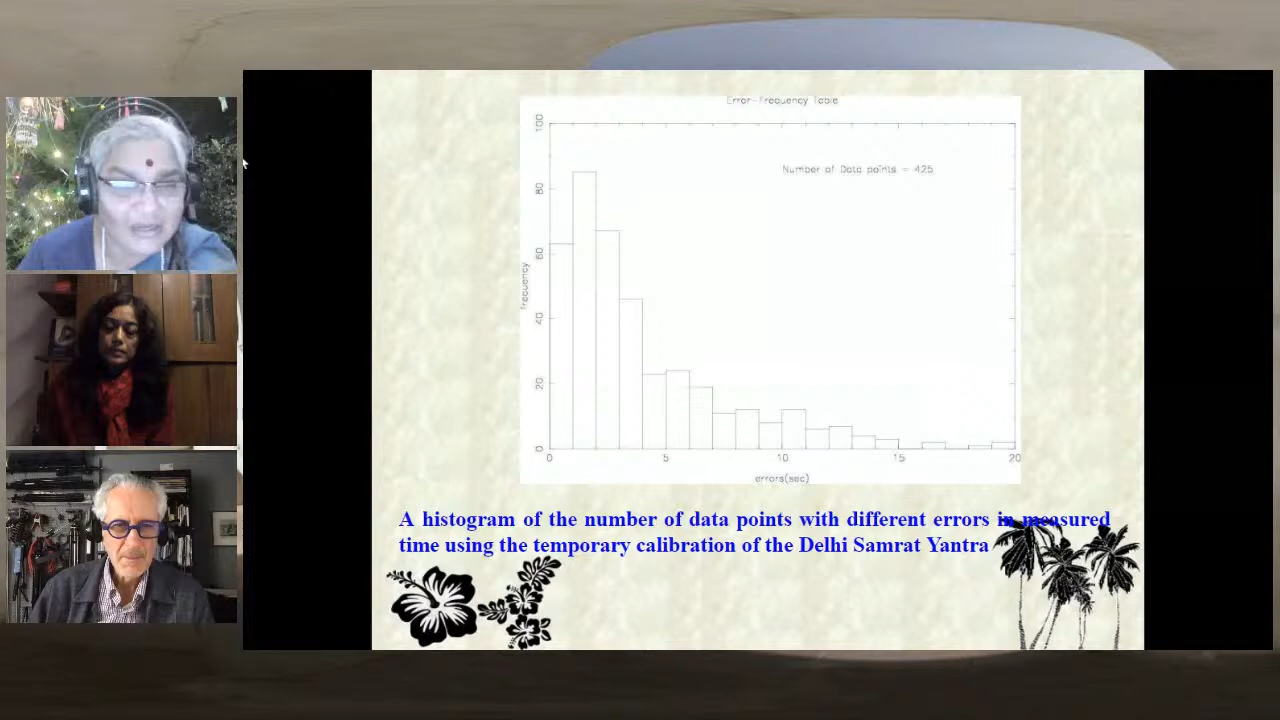 Error-Frequency Table
Number of Data points = 425
frequency
0
20
40
60
80
100
0
5
10
15
20
errors(sec)
A histogram of the number of data points with different errors in measured
time using the temporary calibration of the Delhi Samrat Yantra